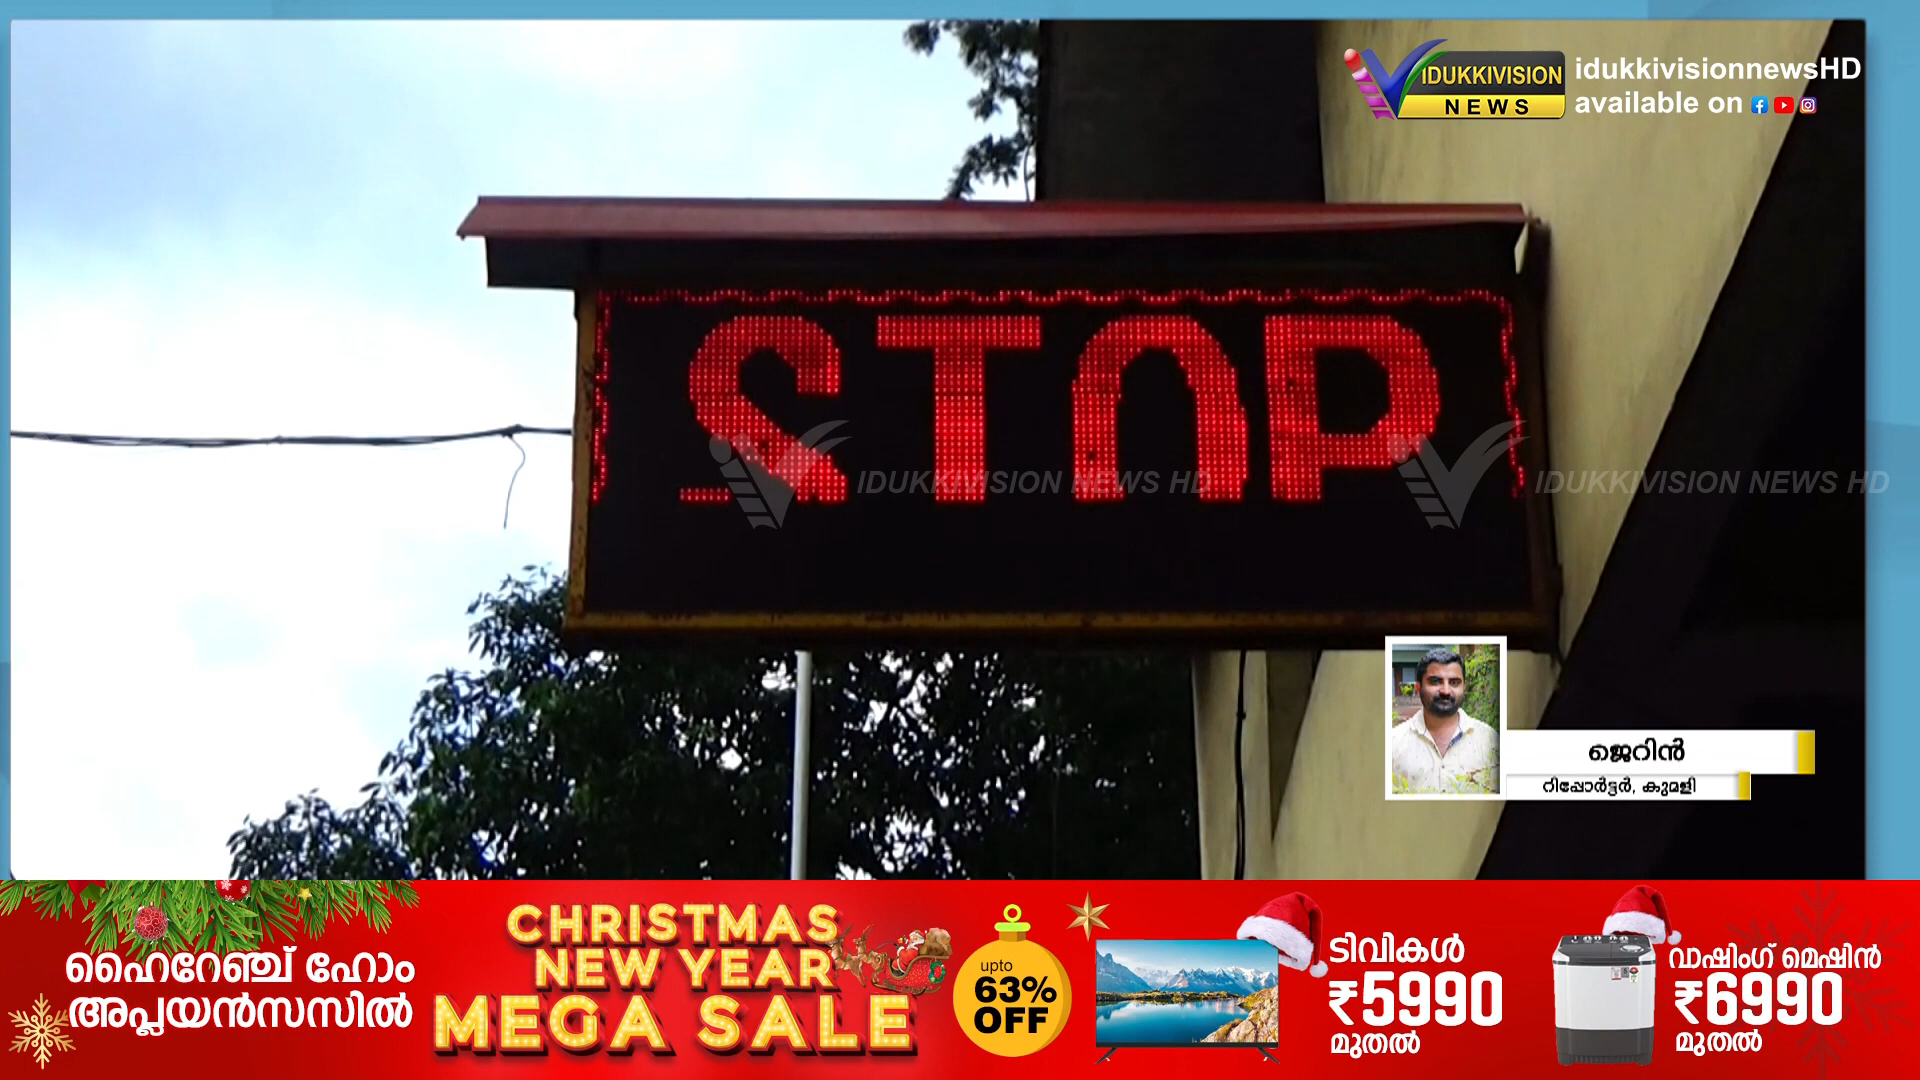 IDUKKIVISION
NEWS
idukkivisionnewsHD
available on
STOP
IDUKKIVISION NEWS HD
IDUKKIVISION NEWS HD
ജെറിൻ
റിപ്പോർട്ടർ, കുമളി
ഹൈറേഞ്ച് ഹോം
അപ്ലയൻസസിൽ
CHRISTMAS
NEW YEAR
MEGA SALE
upto
63%
OFF
ടിവികൾ
₹5990
മുതൽ
വാഷിംഗ് മെഷിൻ
₹6990
മുതൽ